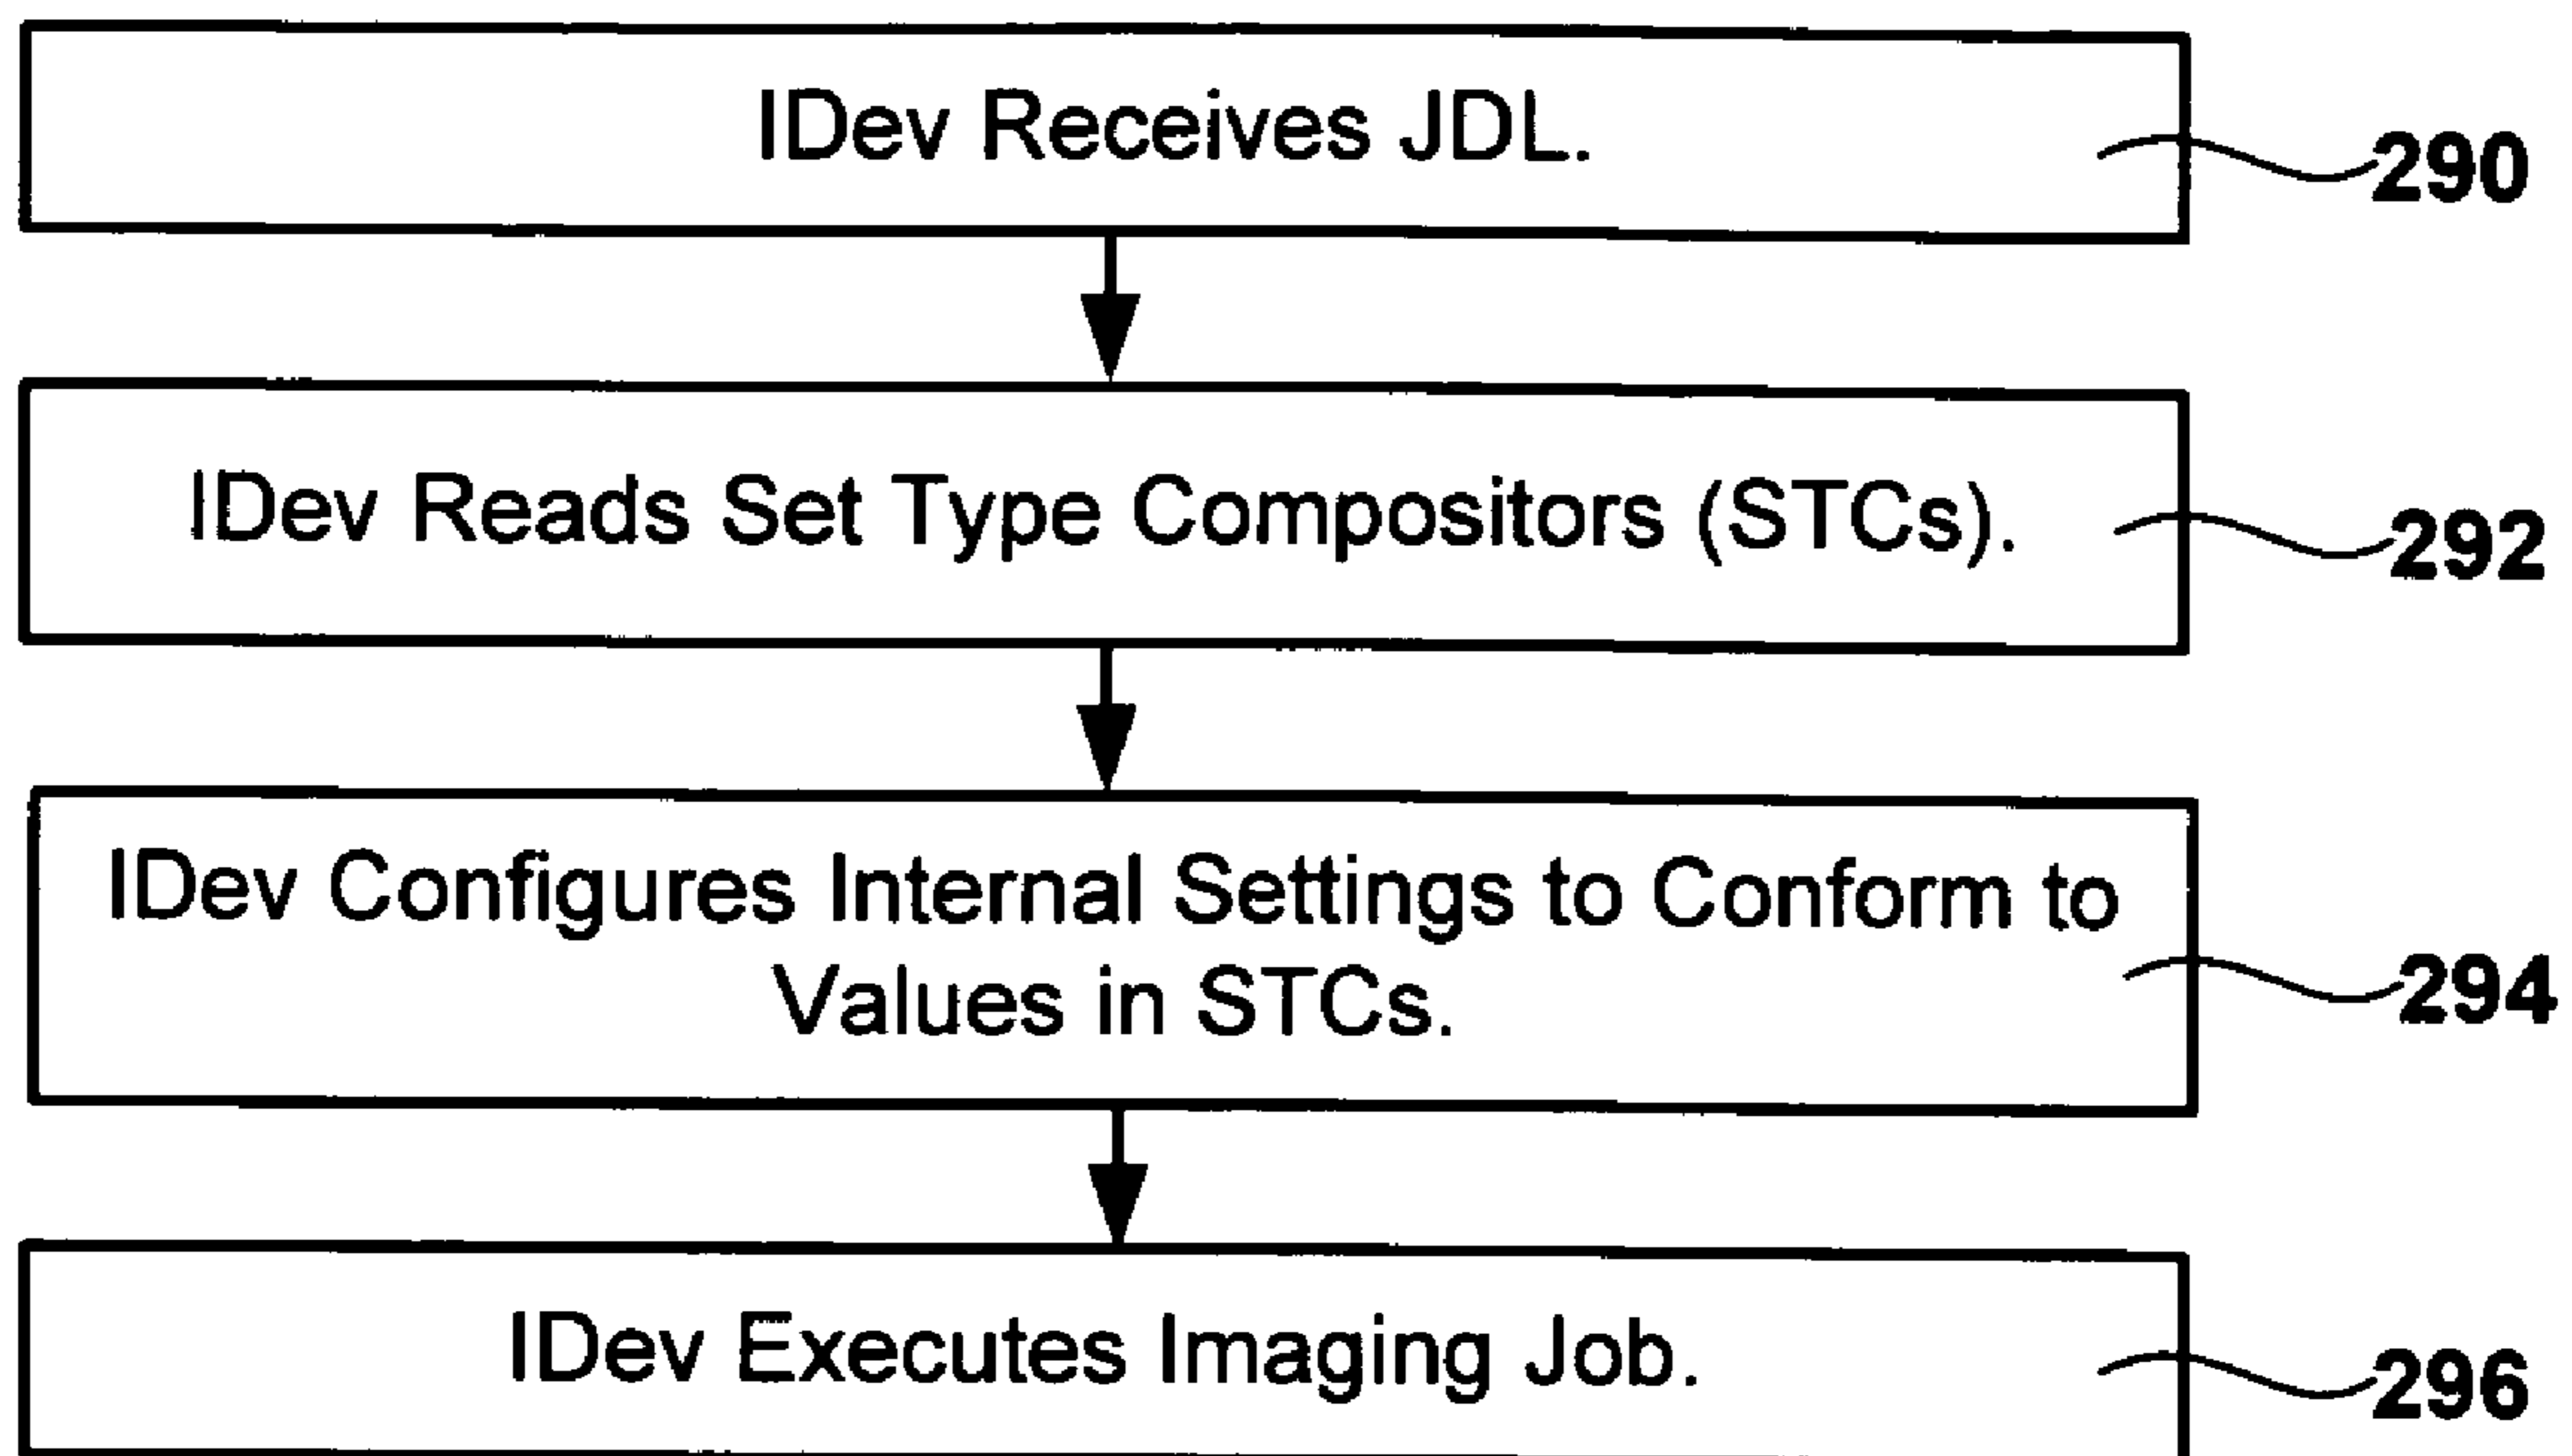 IDev Receives JDL.
290
IDev Reads Set Type Compositors (STCs).
292
IDev Configures Internal Settings to Conform to
Values in STCs.
294
IDev Executes Imaging Job.
296